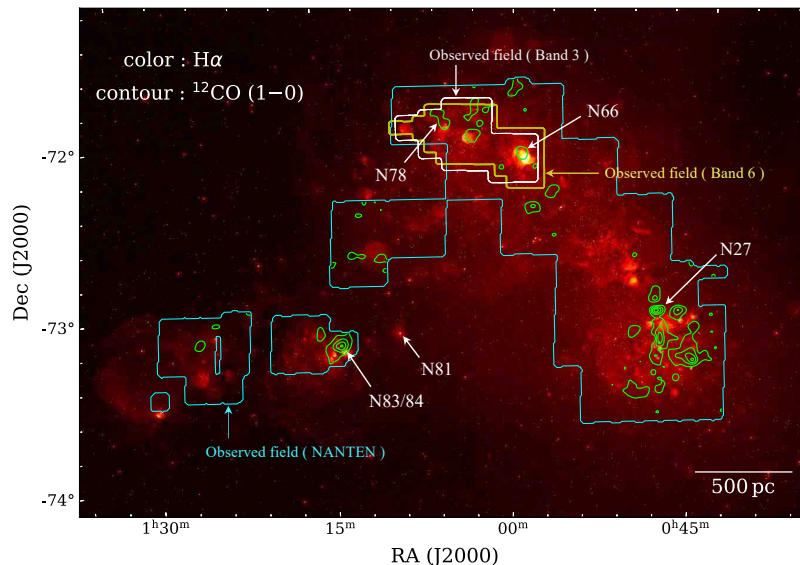 color : Hα
contour : ¹²CO (1−0)
Observed field ( Band 3 )
N66
N78
Observed field ( Band 6 )
N27
N81
N83/84
Observed field ( NANTEN )
500 pc
-72°
-73°
-74°
Dec (J2000)
1ʰ30ᵐ
15ᵐ
00ᵐ
0ʰ45ᵐ
RA (J2000)